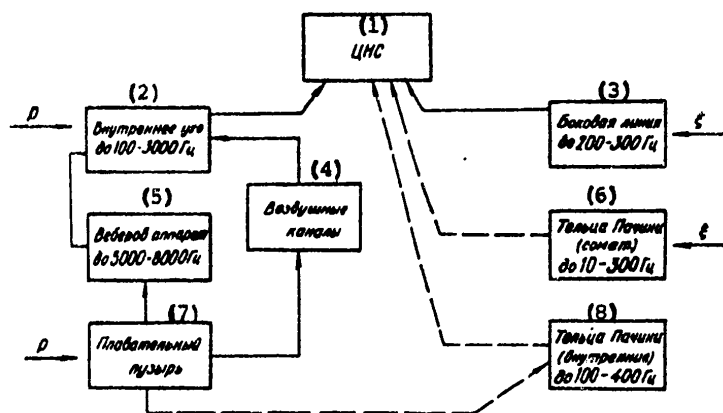 (1)
ЦНС
(2)
p
Внутреннее ухо
до 100-3000 Гц
(3)
Боковая линия
до 200-300 Гц
ξ
(4)
Воздушные
каналы
(5)
Веберов аппарат
до 5000-8000 Гц
(6)
Тельца Пачини
(сомат)
до 10-300 Гц
ξ
(7)
p
Плавательный
пузырь
(8)
Тельца Пачини
(внутренние)
до 100-400 Гц